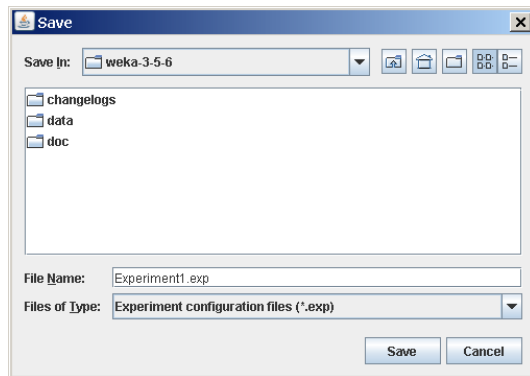 Save
Save In: weka-3-5-6
changelogs
data
doc
File Name: Experiment1.exp
Files of Type: Experiment configuration files (*.exp)
Save Cancel